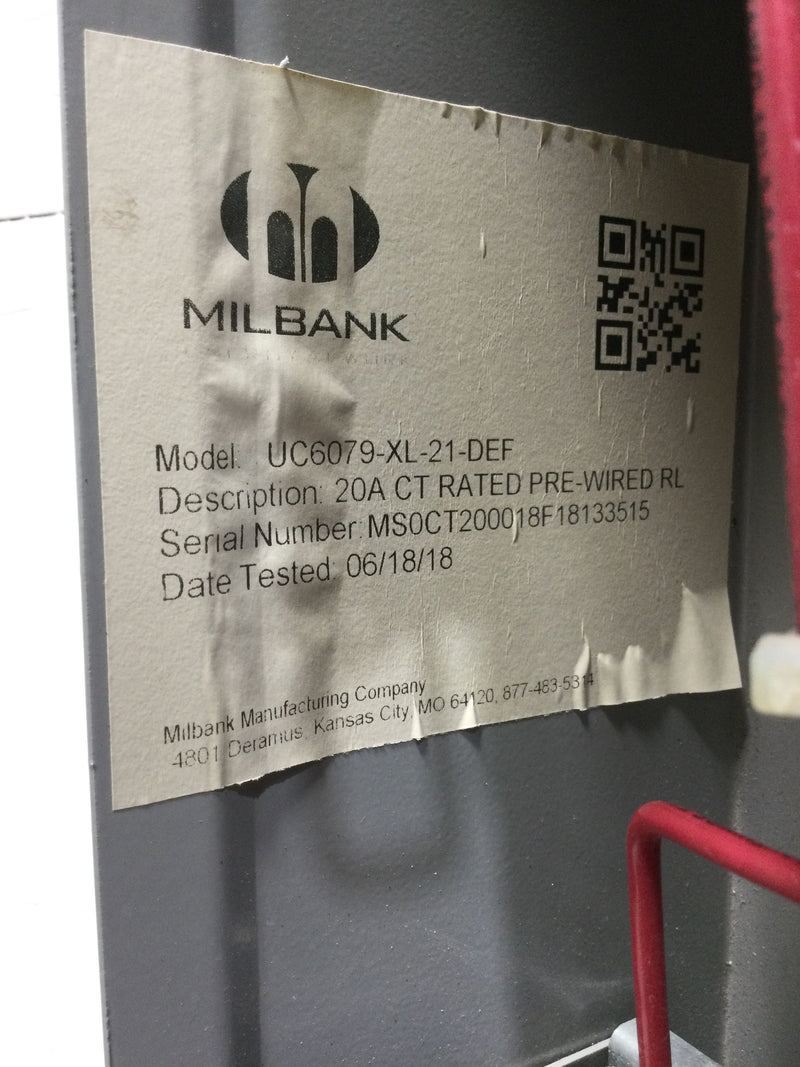 MILBANK
Model: UC6079-XL-21-DEF
Description: 20A CT RATED PRE-WIRED RL
Serial Number: MS0CT200018F18133515
Date Tested: 06/18/18
Milbank Manufacturing Company
4801 Deramus, Kansas City, MO 64120, 877-483-5314